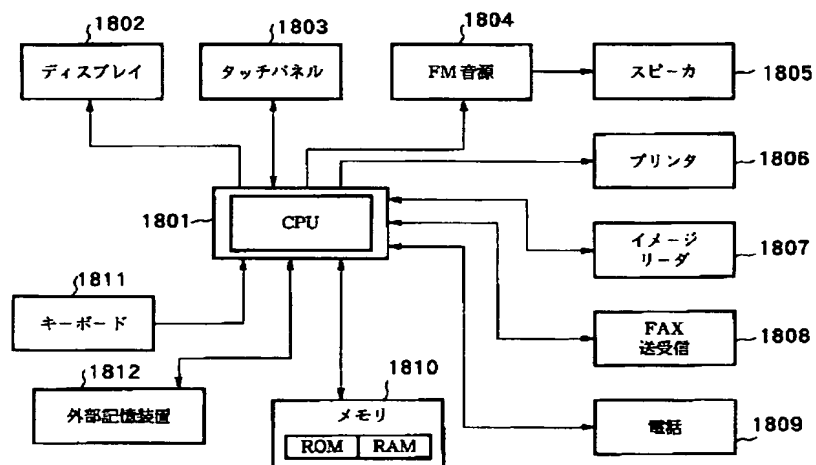 1802
ディスプレイ
1803
タッチパネル
1804
FM音源
スピーカ
1805
プリンタ
1806
1801
CPU
イメージ
リーダ
1807
1811
キーボード
FAX
送受信
1808
1812
外部記憶装置
1810
メモリ
ROM
RAM
電話
1809